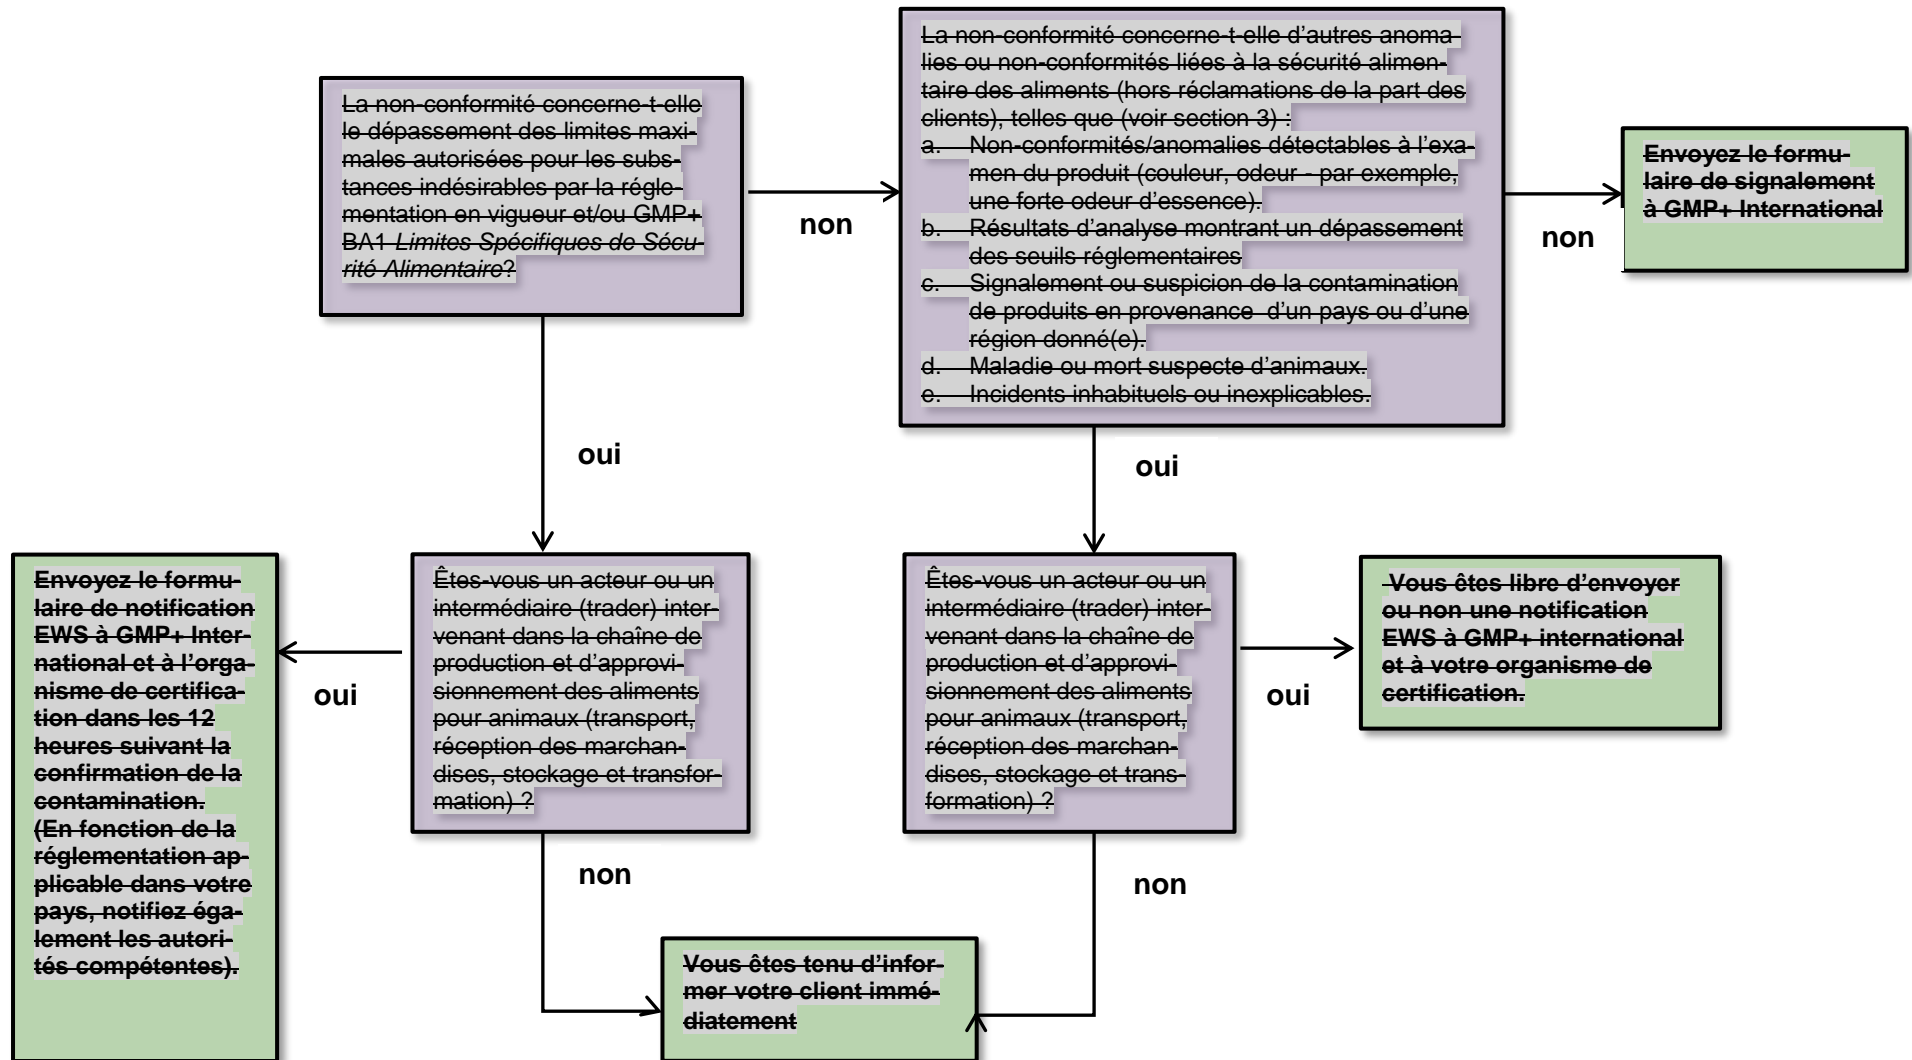 La non-conformité concerne-t-elle
le dépassement des limites maxi-
males autorisées pour les subs-
tances indésirables par la régle-
mentation en vigueur et/ou GMP+
BA1 Limites Spécifiques de Sécu-
rité Alimentaire?
non
La non-conformité concerne-t-elle d'autres anoma-
lies ou non-conformités liées à la sécurité alimen-
taire des aliments (hors réclamations de la part des
clients), telles que (voir section 3) :
a. Non-conformités/anomalies détectables à l'exa-
men du produit (couleur, odeur - par exemple,
une forte odeur d'essence).
b. Résultats d'analyse montrant un dépassement
des seuils réglementaires
c. Signalement ou suspicion de la contamination
de produits en provenance d'un pays ou d'une
région donné(e).
d. Maladie ou mort suspecte d'animaux.
e. Incidents inhabituels ou inexplicables.
non
Envoyez le formu-
laire de signalement
à GMP+ International
oui
oui
Envoyez le formu-
laire de notification
EWS à GMP+ Inter-
national et à l'orga-
nisme de certifica-
tion dans les 12
heures suivant la
confirmation de la
contamination.
(En fonction de la
réglementation ap-
plicable dans votre
pays, notifiez éga-
lement les autori-
tés compétentes).
oui
Êtes-vous un acteur ou un
intermédiaire (trader) inter-
venant dans la chaîne de
production et d'approvi-
sionnement des aliments
pour animaux (transport,
réception des marchan-
dises, stockage et transfor-
mation) ?
Êtes-vous un acteur ou un
intermédiaire (trader) inter-
venant dans la chaîne de
production et d'approvi-
sionnement des aliments
pour animaux (transport,
réception des marchan-
dises, stockage et trans-
formation) ?
oui
Vous êtes libre d'envoyer
ou non une notification
EWS à GMP+ international
et à votre organisme de
certification.
non
non
Vous êtes tenu d'infor-
mer votre client immé-
diatement